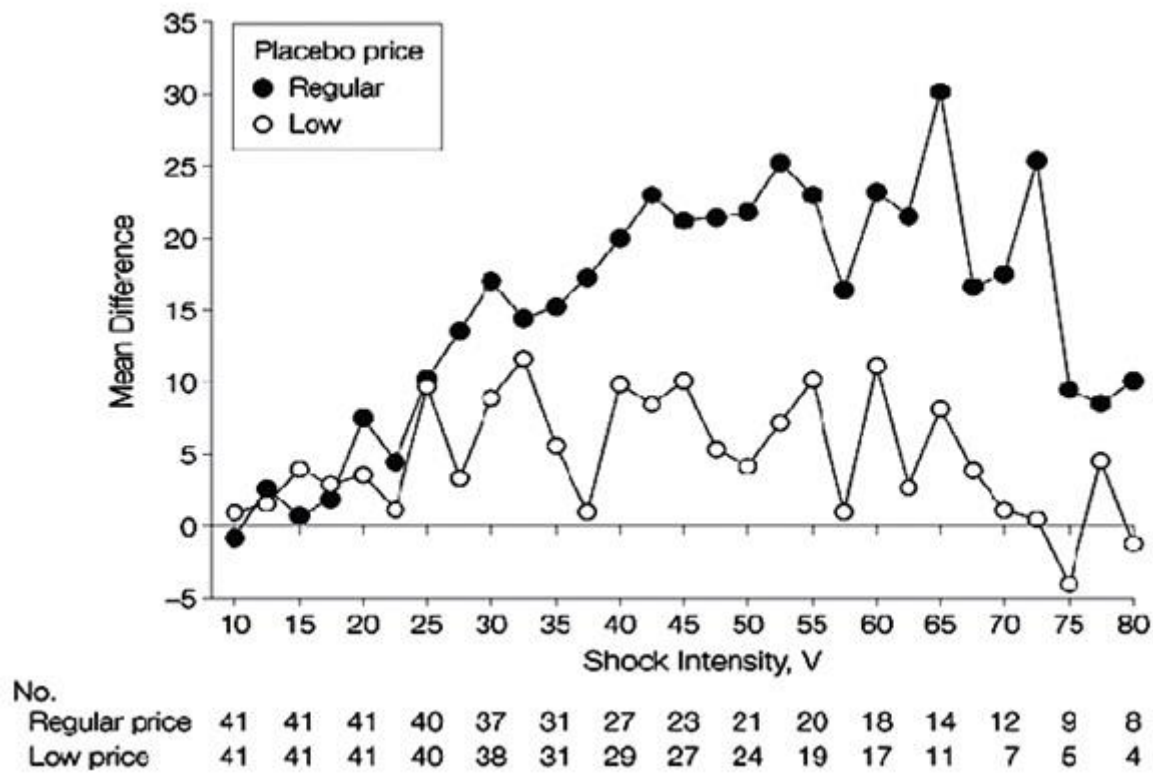 35
30
25
20
15
10
5
0
−5
Mean Difference
Placebo price
Regular
Low
10 15 20 25 30 35 40 45 50 55 60 65 70 75 80
Shock Intensity, V
No.
Regular price 41 41 41 40 37 31 27 23 21 20 18 14 12 9 8
Low price 41 41 41 40 38 31 29 27 24 19 17 11 7 4